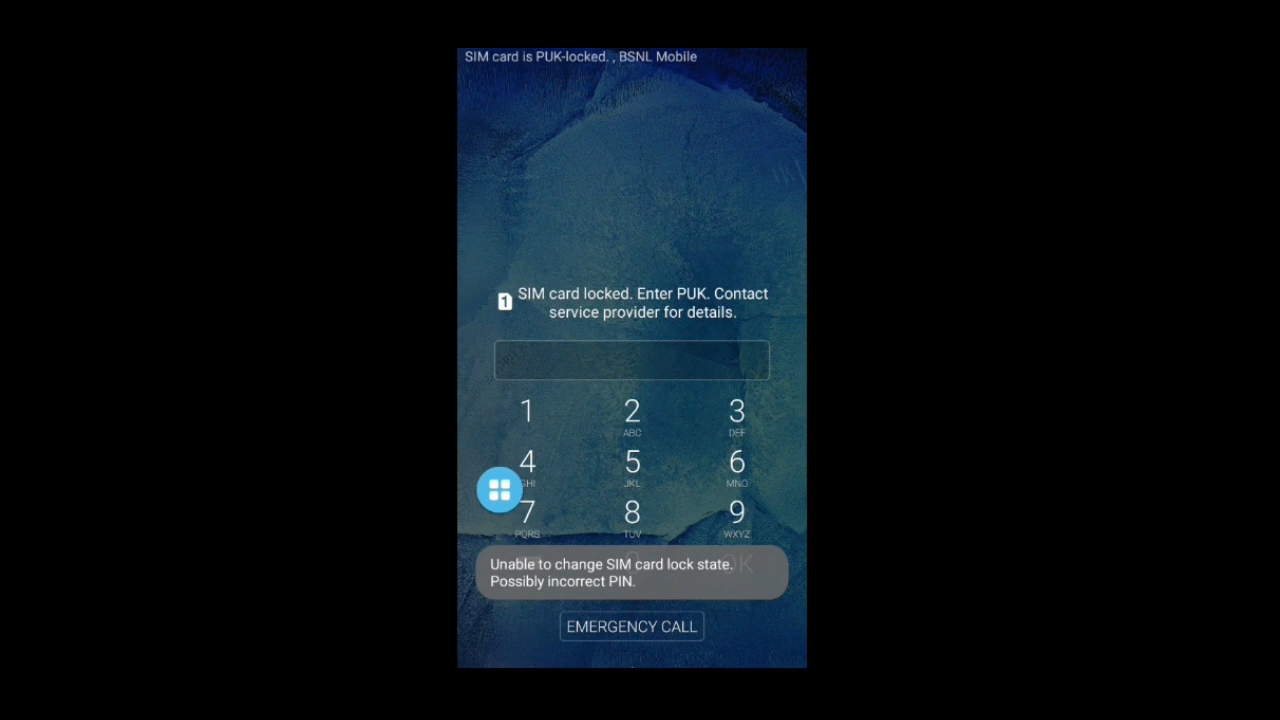 SIM card is PUK-locked. , BSNL Mobile
1 SIM card locked. Enter PUK. Contact
service provider for details.
1 2 3
ABC DEF
4 5 6
GHI JKL MNO
7 8 9
PQRS TUV WXYZ
OK
Unable to change SIM card lock state.
Possibly incorrect PIN.
EMERGENCY CALL